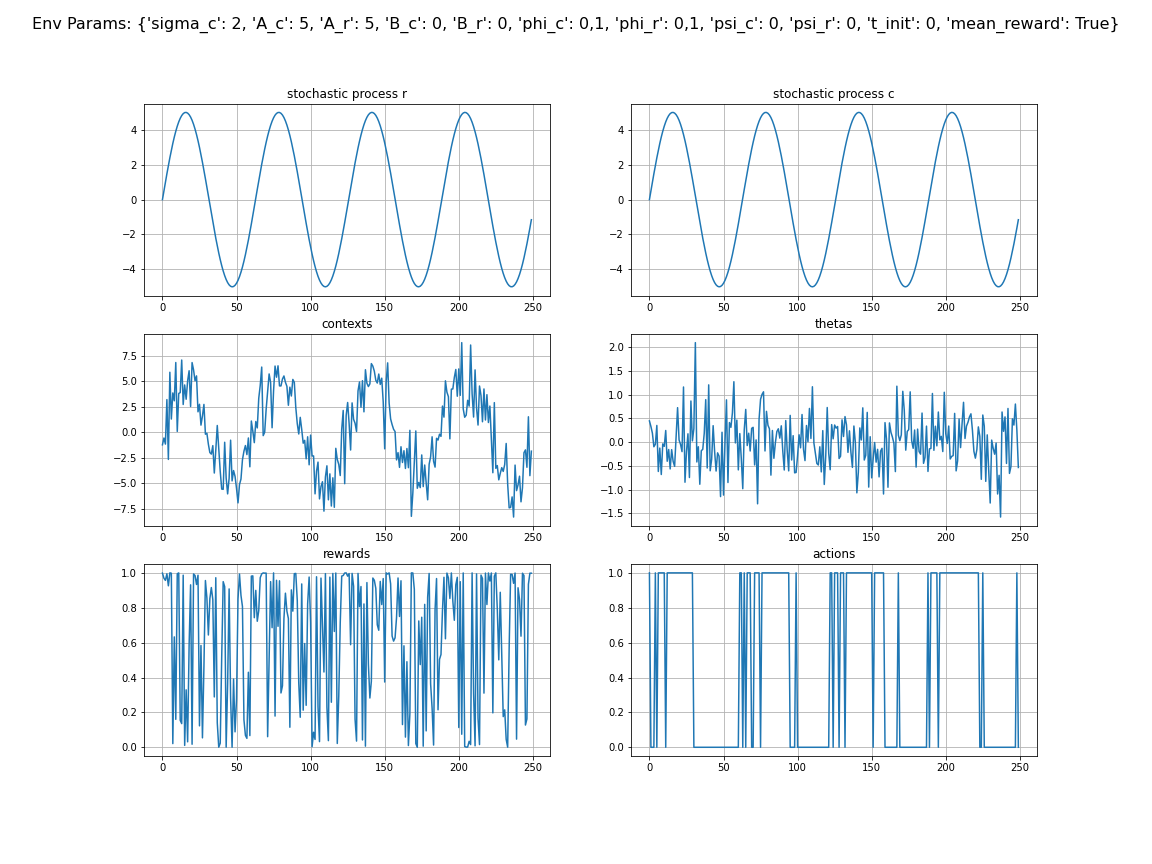 Env Params: {'sigma_c': 2, 'A_c': 5, 'A_r': 5, 'B_c': 0, 'B_r': 0, 'phi_c': 0,1, 'phi_r': 0,1, 'psi_c': 0, 'psi_r': 0, 't_init': 0, 'mean_reward': True}
stochastic process r
4
2
0
−2
−4
0 50 100 150 200 250
stochastic process c
4
2
0
−2
−4
0 50 100 150 200 250
contexts
7.5
5.0
2.5
0.0
−2.5
−5.0
−7.5
0 50 100 150 200 250
thetas
2.0
1.5
1.0
0.5
0.0
−0.5
−1.0
−1.5
0 50 100 150 200 250
rewards
1.0
0.8
0.6
0.4
0.2
0.0
0 50 100 150 200 250
actions
1.0
0.8
0.6
0.4
0.2
0.0
0 50 100 150 200 250